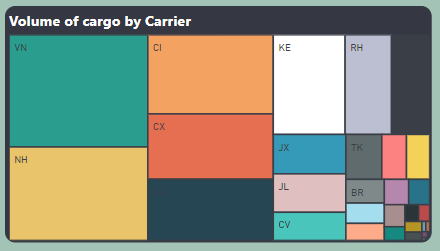 Volume of cargo by Carrier
VN
CI
KE
RH
CX
JX
TK
NH
JL
BR
CV